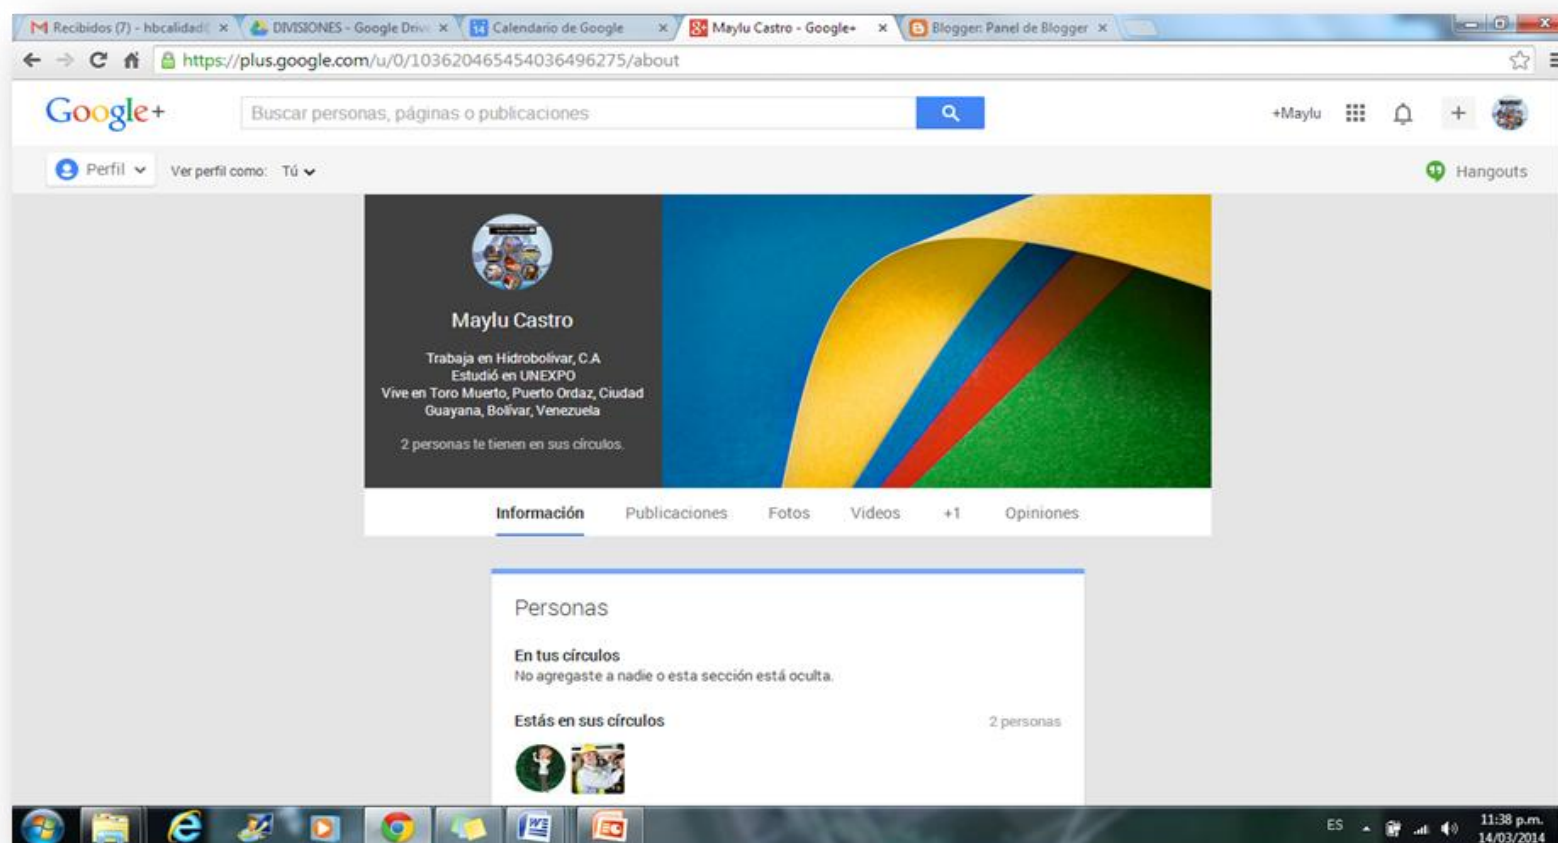 Recibidos (7) - hbcalidad@
DIVISIONES - Google Drive
Calendario de Google
Maylu Castro - Google+
Blogger: Panel de Blogger
https://plus.google.com/u/0/103620465454036496275/about
Google+
Buscar personas, páginas o publicaciones
+Maylu
Perfil
Ver perfil como: Tú
Hangouts
Maylu Castro
Trabaja en Hidrobolivar, C.A
Estudió en UNEXPO
Vive en Toro Muerto, Puerto Ordaz, Ciudad
Guayana, Bolívar, Venezuela
2 personas te tienen en sus círculos.
Información Publicaciones Fotos Videos +1 Opiniones
Personas
En tus círculos
No agregaste a nadie o esta sección está oculta.
Estás en sus círculos 2 personas
ES
11:38 p.m.
14/03/2014